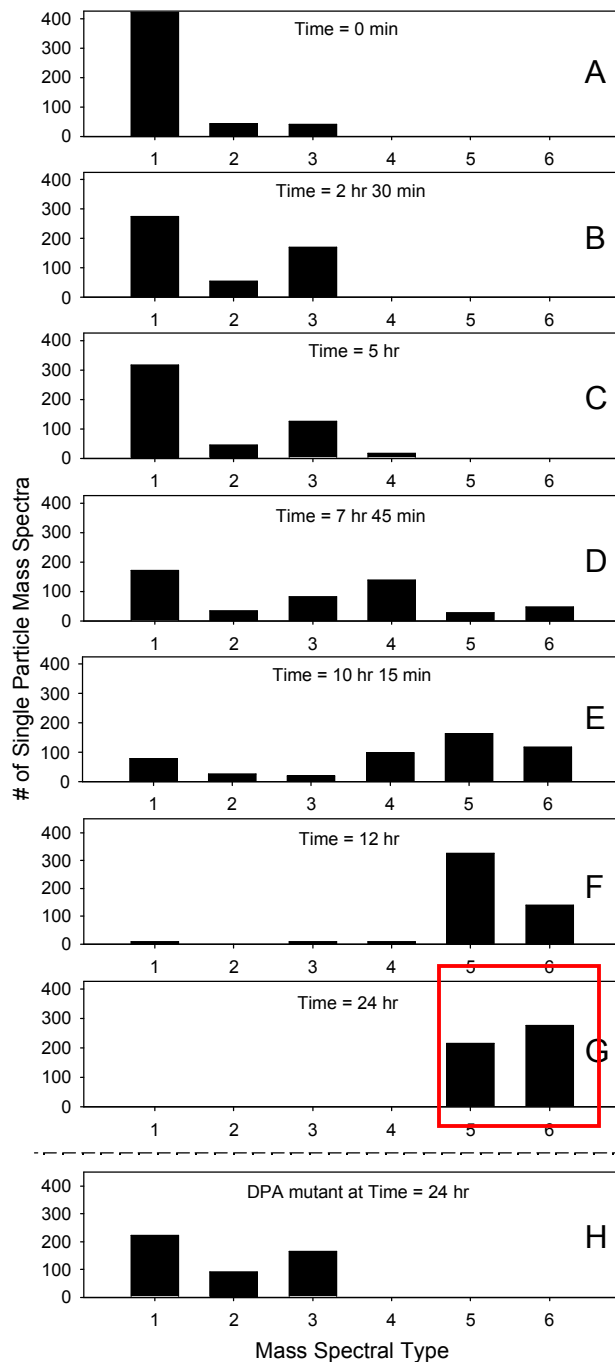 # of Single Particle Mass Spectra
Time = 0 min
A
400
300
200
100
0
1 2 3 4 5 6
Time = 2 hr 30 min
B
400
300
200
100
0
1 2 3 4 5 6
Time = 5 hr
C
400
300
200
100
0
1 2 3 4 5 6
Time = 7 hr 45 min
D
400
300
200
100
0
1 2 3 4 5 6
Time = 10 hr 15 min
E
400
300
200
100
0
1 2 3 4 5 6
Time = 12 hr
F
400
300
200
100
0
1 2 3 4 5 6
Time = 24 hr
G
400
300
200
100
0
1 2 3 4 5 6
DPA mutant at Time = 24 hr
H
400
300
200
100
0
1 2 3 4 5 6
Mass Spectral Type